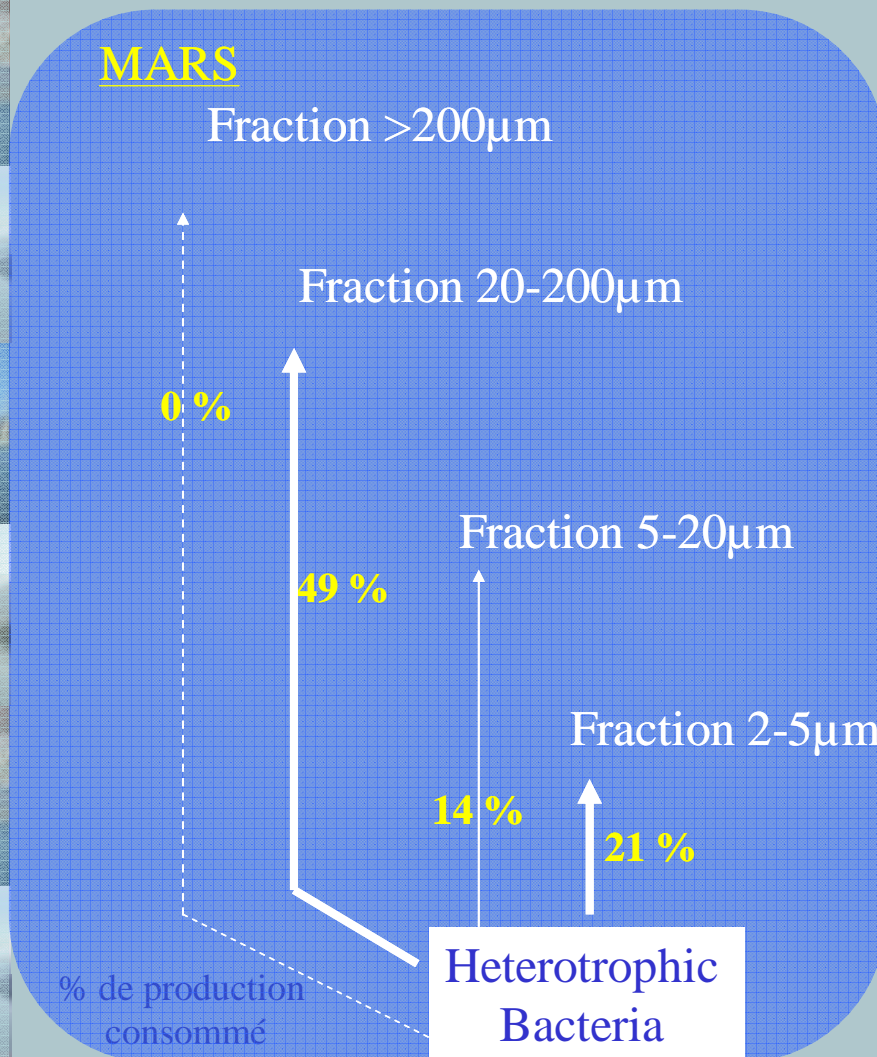 MARS
Fraction >200µm
Fraction 20-200µm
0 %
Fraction 5-20µm
49 %
Fraction 2-5µm
14 %
21 %
Heterotrophic
Bacteria
% de production
consommé